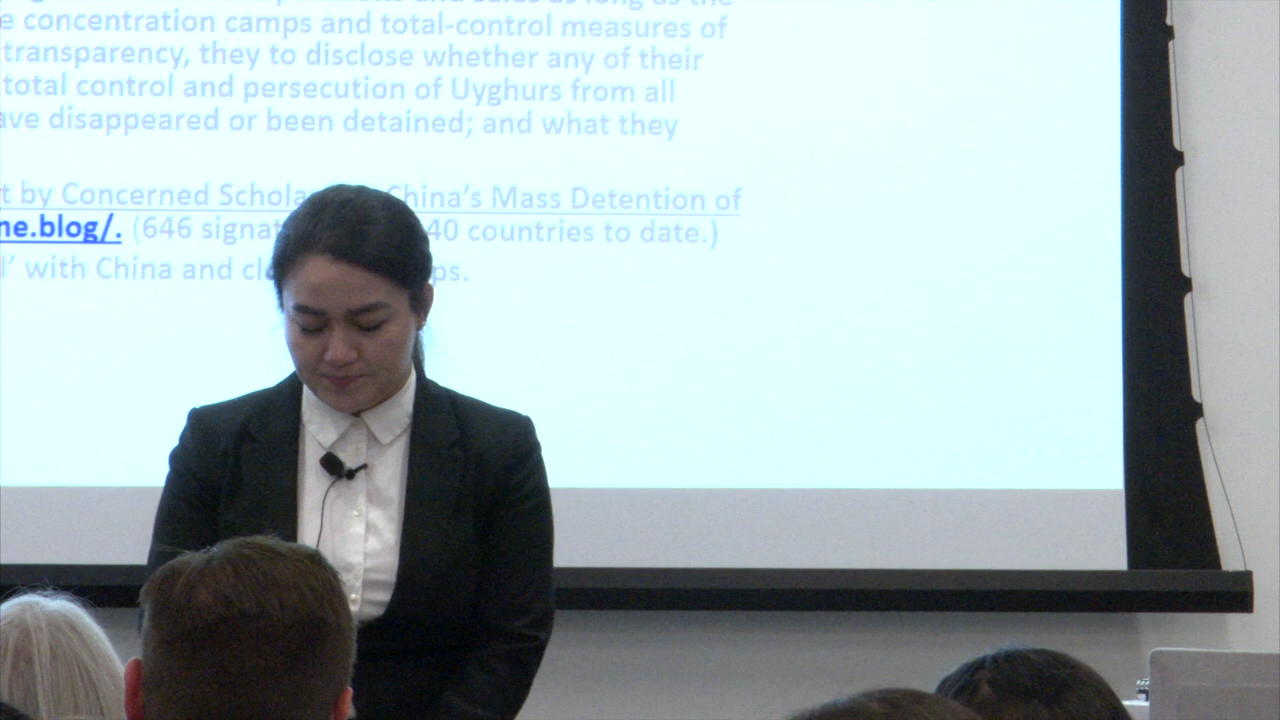 concentration camps and total-control measures of
transparency, they to disclose whether any of their
total control and persecution of Uyghurs from all
ave disappeared or been detained; and what they
t by Concerned Schola China's Mass Detention of
ne.blog/. (646 signat 40 countries to date.)
l' with China and cl ps.